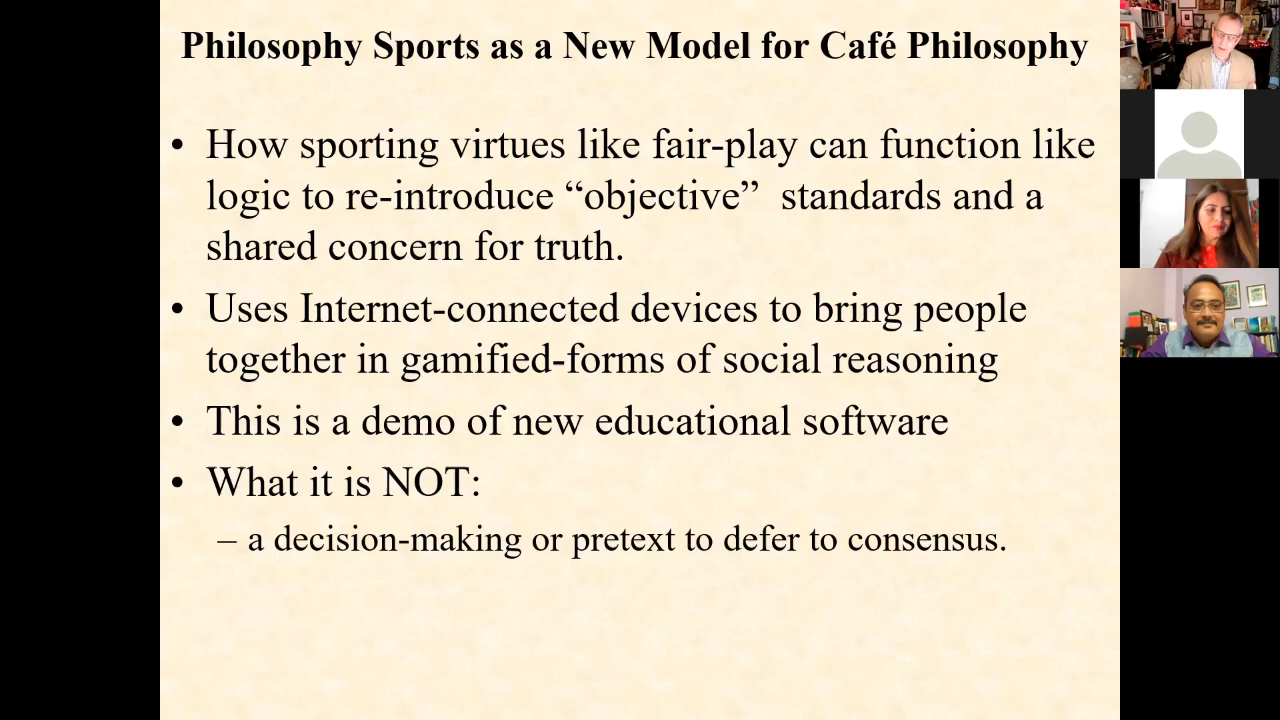 Philosophy Sports as a New Model for Café Philosophy
• How sporting virtues like fair-play can function like
logic to re-introduce “objective”  standards and a
shared concern for truth.
• Uses Internet-connected devices to bring people
together in gamified-forms of social reasoning
• This is a demo of new educational software
• What it is NOT:
– a decision-making or pretext to defer to consensus.